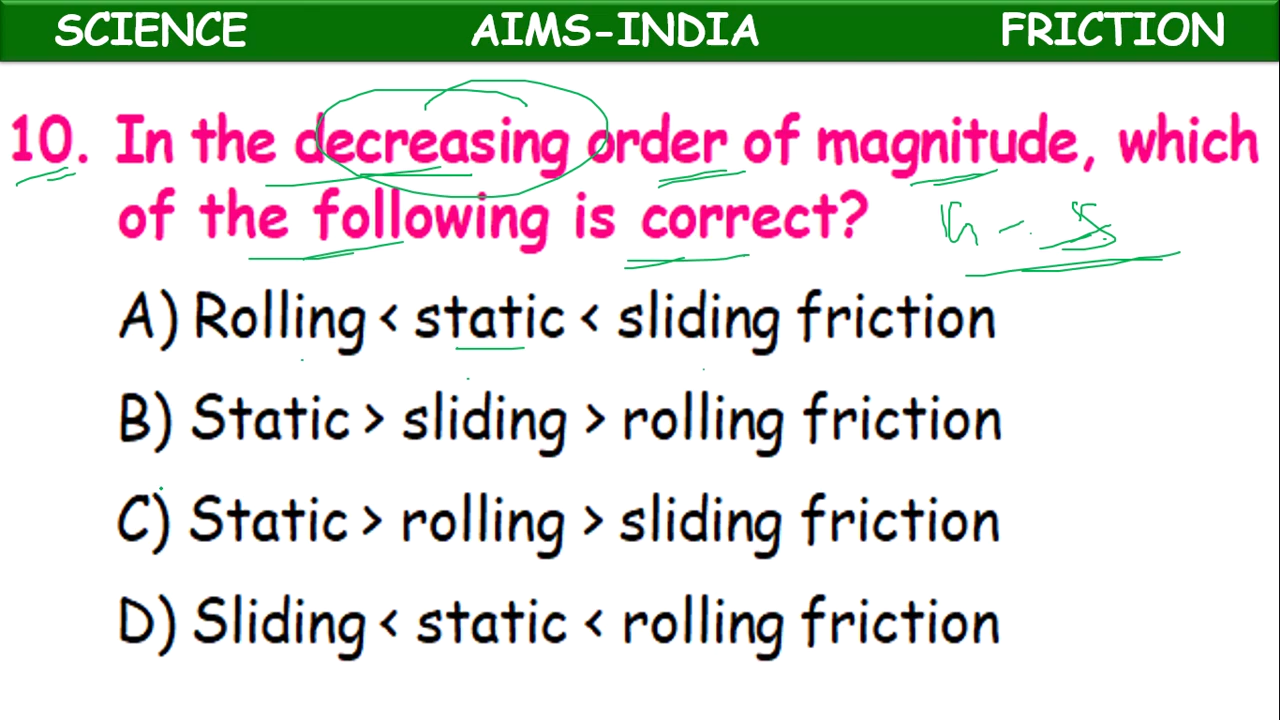 SCIENCE AIMS-INDIA FRICTION
10. In the decreasing order of magnitude, which
of the following is correct?
A) Rolling < static < sliding friction
B) Static > sliding > rolling friction
C) Static > rolling > sliding friction
D) Sliding < static < rolling friction